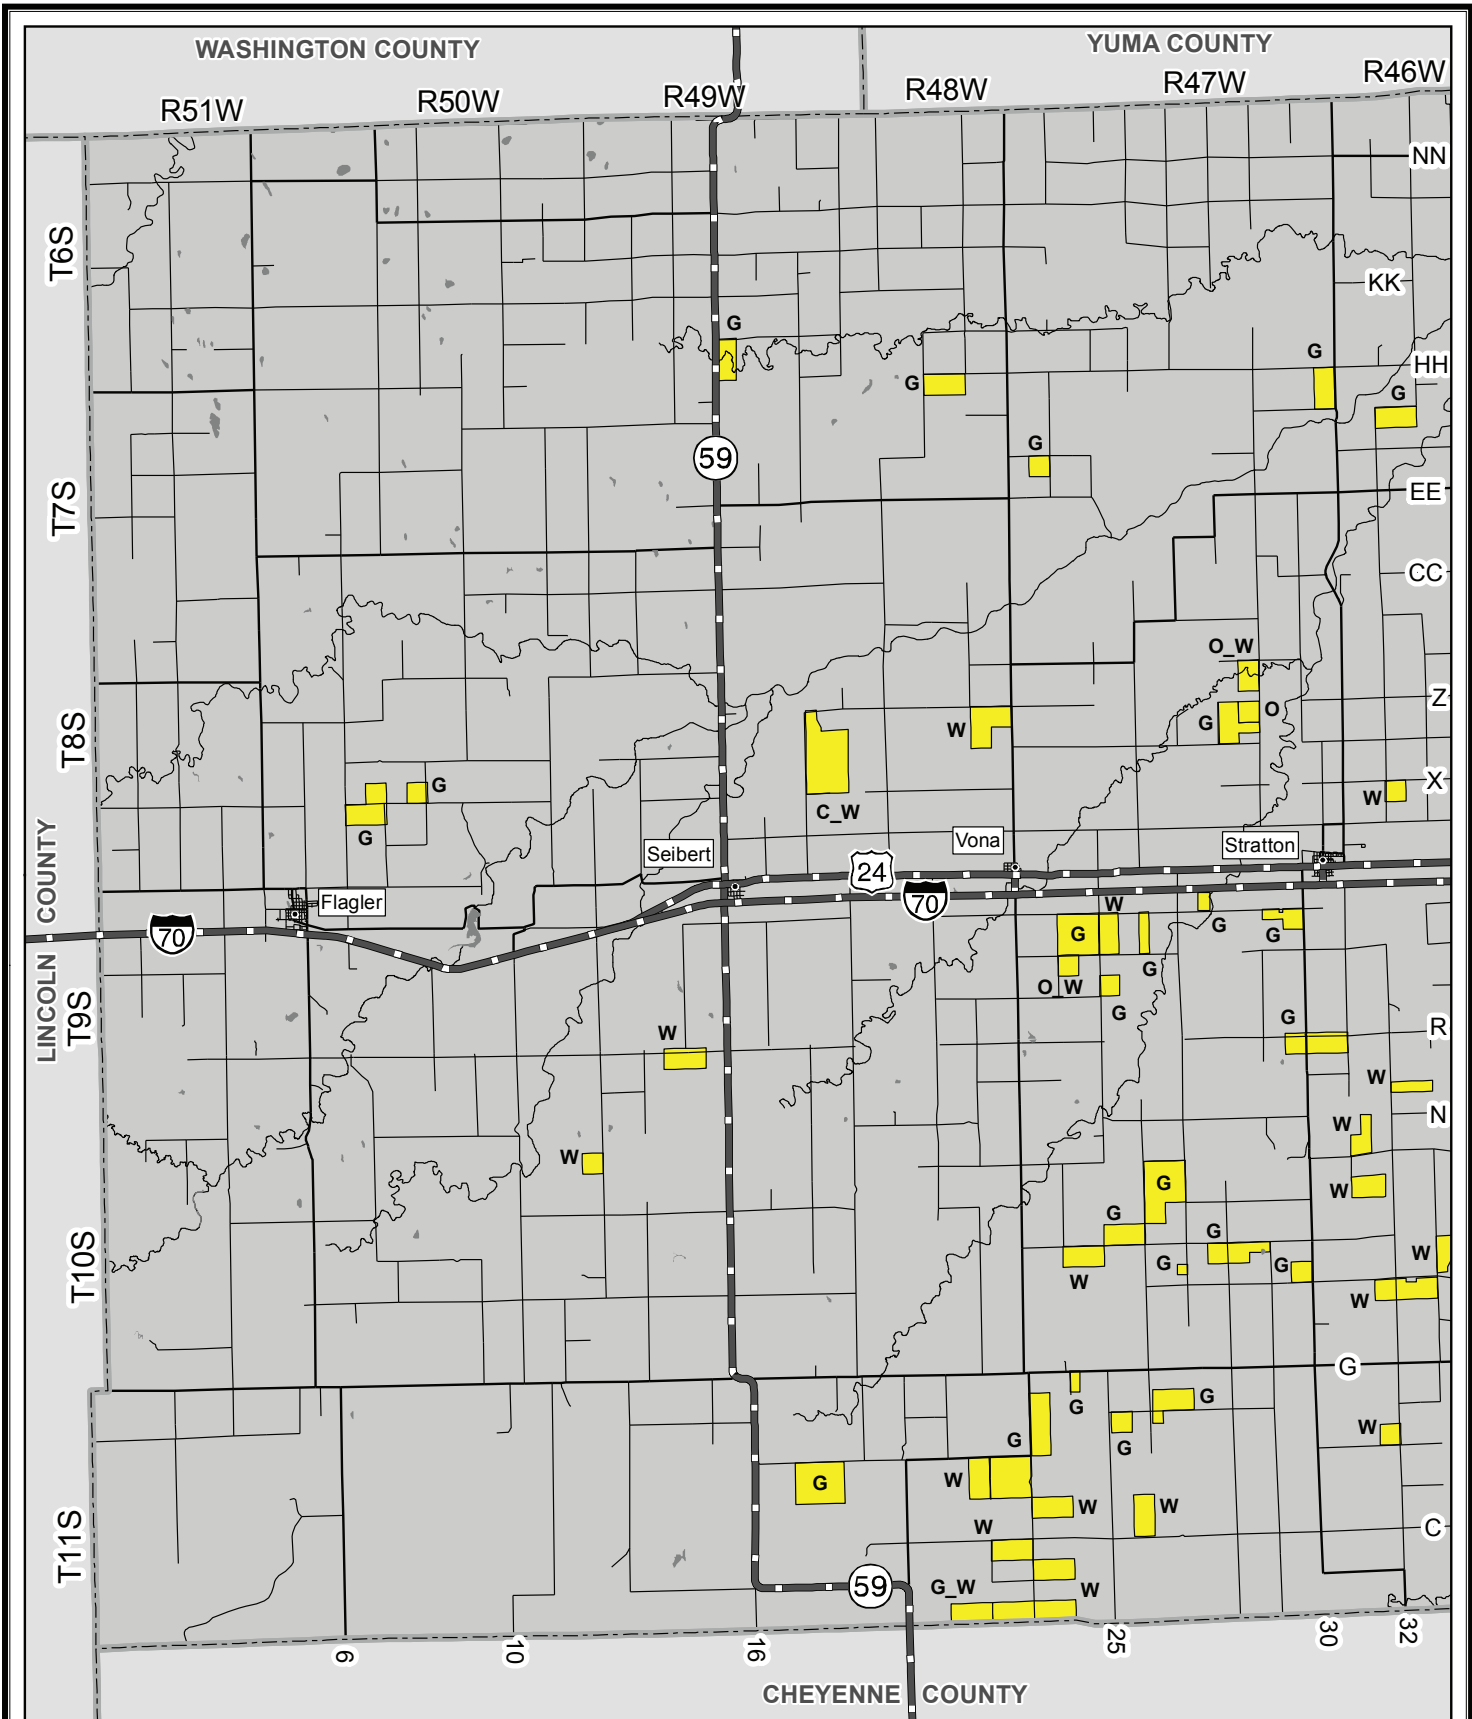 WASHINGTON COUNTY
YUMA COUNTY
R51W
R50W
R49W
R48W
R47W
R46W
NN
T6S
KK
G
G
G
HH
G
G
59
EE
T7S
CC
O_W
Z
T8S
W
G
O
G
C_W
X
W
G
LINCOLN COUNTY
Seibert
Vona
Stratton
24
70
Flagler
70
W
G
G
G
G
O_W
G
T9S
G
R
W
W
N
W
W
G
W
G
G
W
T10S
G
G
W
W
G
G
G
W
G
G
G
W
W
W
W
T11S
C
59
G_W
W
6
10
16
25
30
32
CHEYENNE COUNTY